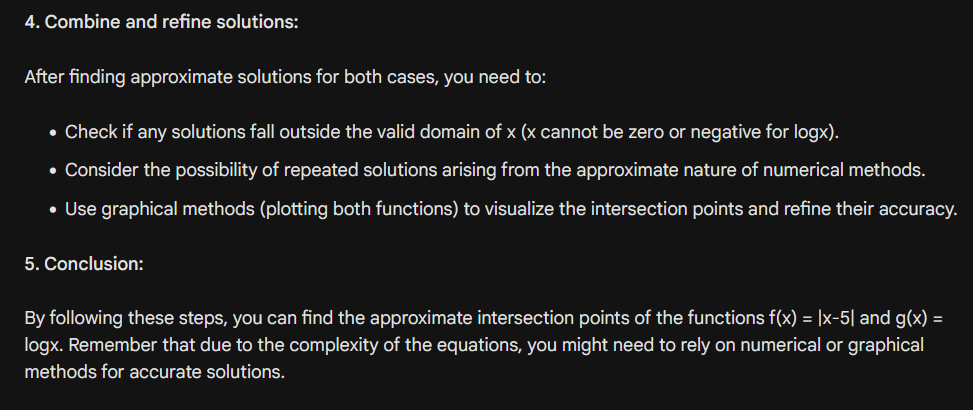 4. Combine and refine solutions:
After finding approximate solutions for both cases, you need to:
• Check if any solutions fall outside the valid domain of x (x cannot be zero or negative for logx).
• Consider the possibility of repeated solutions arising from the approximate nature of numerical methods.
• Use graphical methods (plotting both functions) to visualize the intersection points and refine their accuracy.
5. Conclusion:
By following these steps, you can find the approximate intersection points of the functions f(x) = |x-5| and g(x) =
logx. Remember that due to the complexity of the equations, you might need to rely on numerical or graphical
methods for accurate solutions.